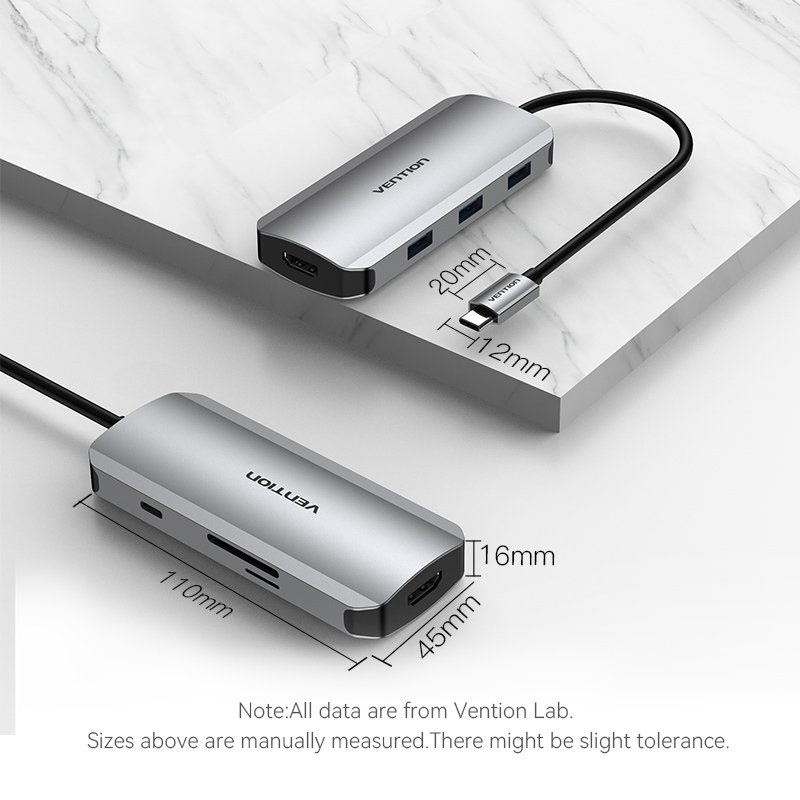 VENTION
20mm
VENTION
12mm
VENTION
16mm
110mm
45mm
Note:All data are from Vention Lab.
Sizes above are manually measured.There might be slight tolerance.